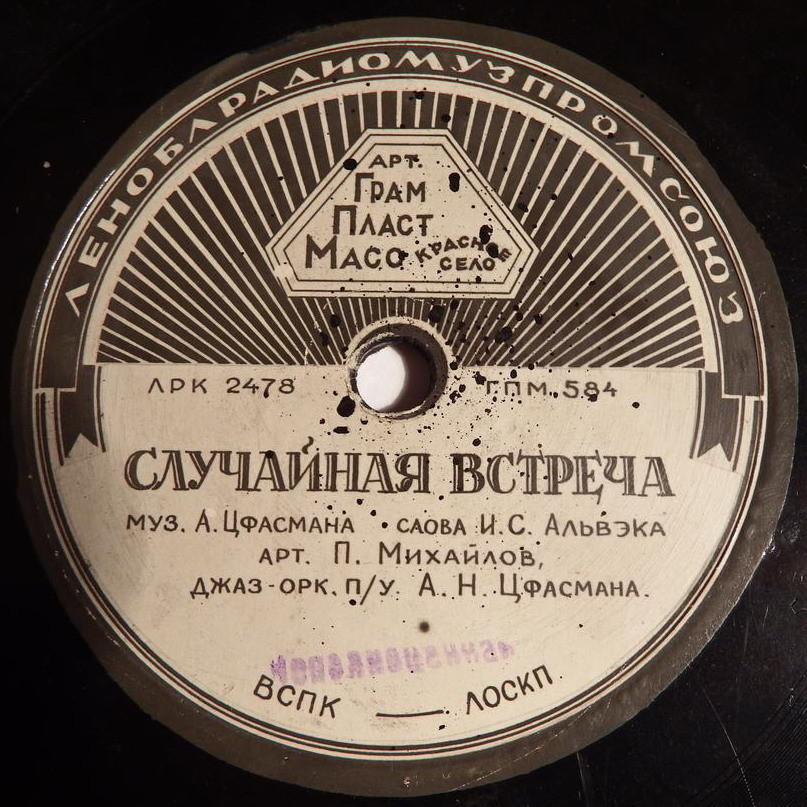 ЛЕНОБЛРАДИОМУЗПРОМСОЮЗ
АРТ.
ГРАМ
ПЛАСТ
МАСС
КРАСНОЕ
СЕЛО
ЛРК 2478
ГПМ. 584
СЛУЧАЙНАЯ ВСТРЕЧА
МУЗ. А. ЦФАСМАНА • СЛОВА И. С. АЛЬВЭКА
АРТ. П. МИХАЙЛОВ,
ДЖАЗ-ОРК. П/У. А. Н. ЦФАСМАНА.
ВСПК — ЛОСКП.